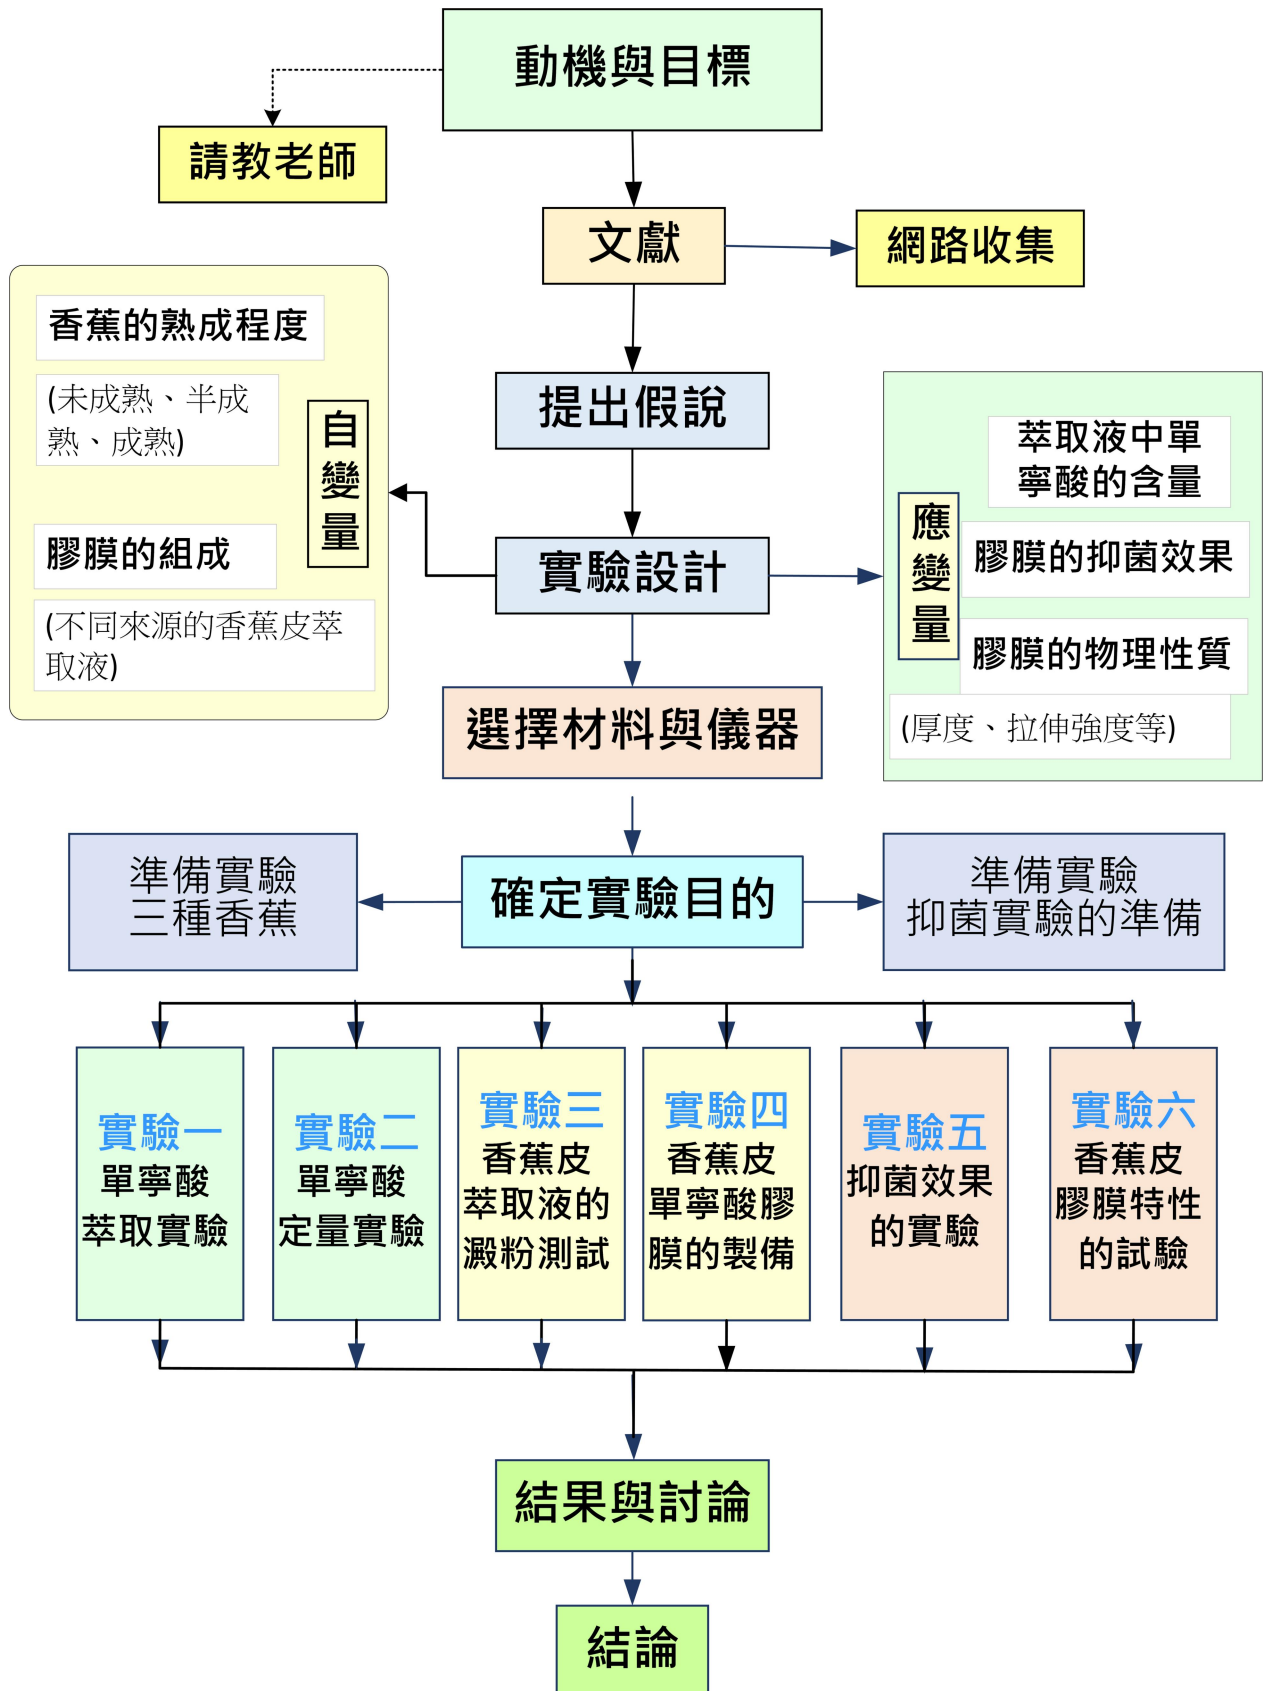 動機與目標
請教老師
文獻
網路收集
香蕉的熟成程度
(未成熟、半成
熟、成熟)
膠膜的組成
(不同來源的香蕉皮萃
取液)
自
變
量
提出假說
實驗設計
應
變
量
萃取液中單
寧酸的含量
膠膜的抑菌效果
膠膜的物理性質
(厚度、拉伸強度等)
選擇材料與儀器
準備實驗
三種香蕉
確定實驗目的
準備實驗
抑菌實驗的準備
實驗一
單寧酸
萃取實驗
實驗二
單寧酸
定量實驗
實驗三
香蕉皮
萃取液的
澱粉測試
實驗四
香蕉皮
單寧酸膠
膜的製備
實驗五
抑菌效果
的實驗
實驗六
香蕉皮
膠膜特性
的試驗
結果與討論
結論